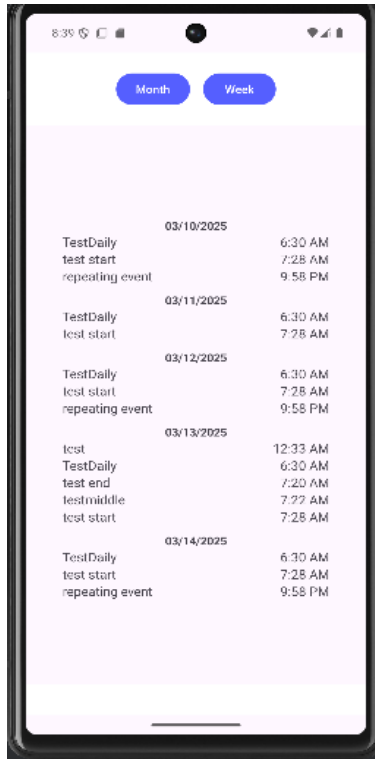 8:39
Month Week
03/10/2025
TestDaily 6:30 AM
test start 7:28 AM
repeating event 9:58 PM
03/11/2025
TestDaily 6:30 AM
test start 7:28 AM
03/12/2025
TestDaily 6:30 AM
test start 7:28 AM
repeating event 9:58 PM
03/13/2025
test 12:33 AM
TestDaily 6:30 AM
test end 7:20 AM
testmiddle 7:22 AM
test start 7:28 AM
03/14/2025
TestDaily 6:30 AM
test start 7:28 AM
repeating event 9:58 PM